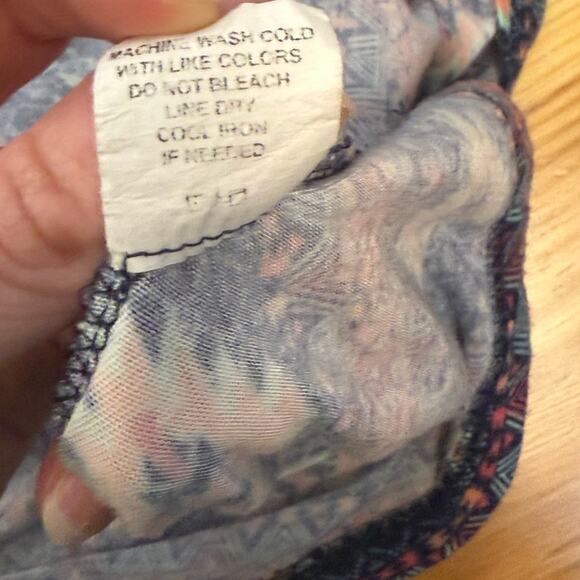 MACHINE WASH COLD
WITH LIKE COLORS
DO NOT BLEACH
LINE DRY
COOL IRON
IF NEEDED